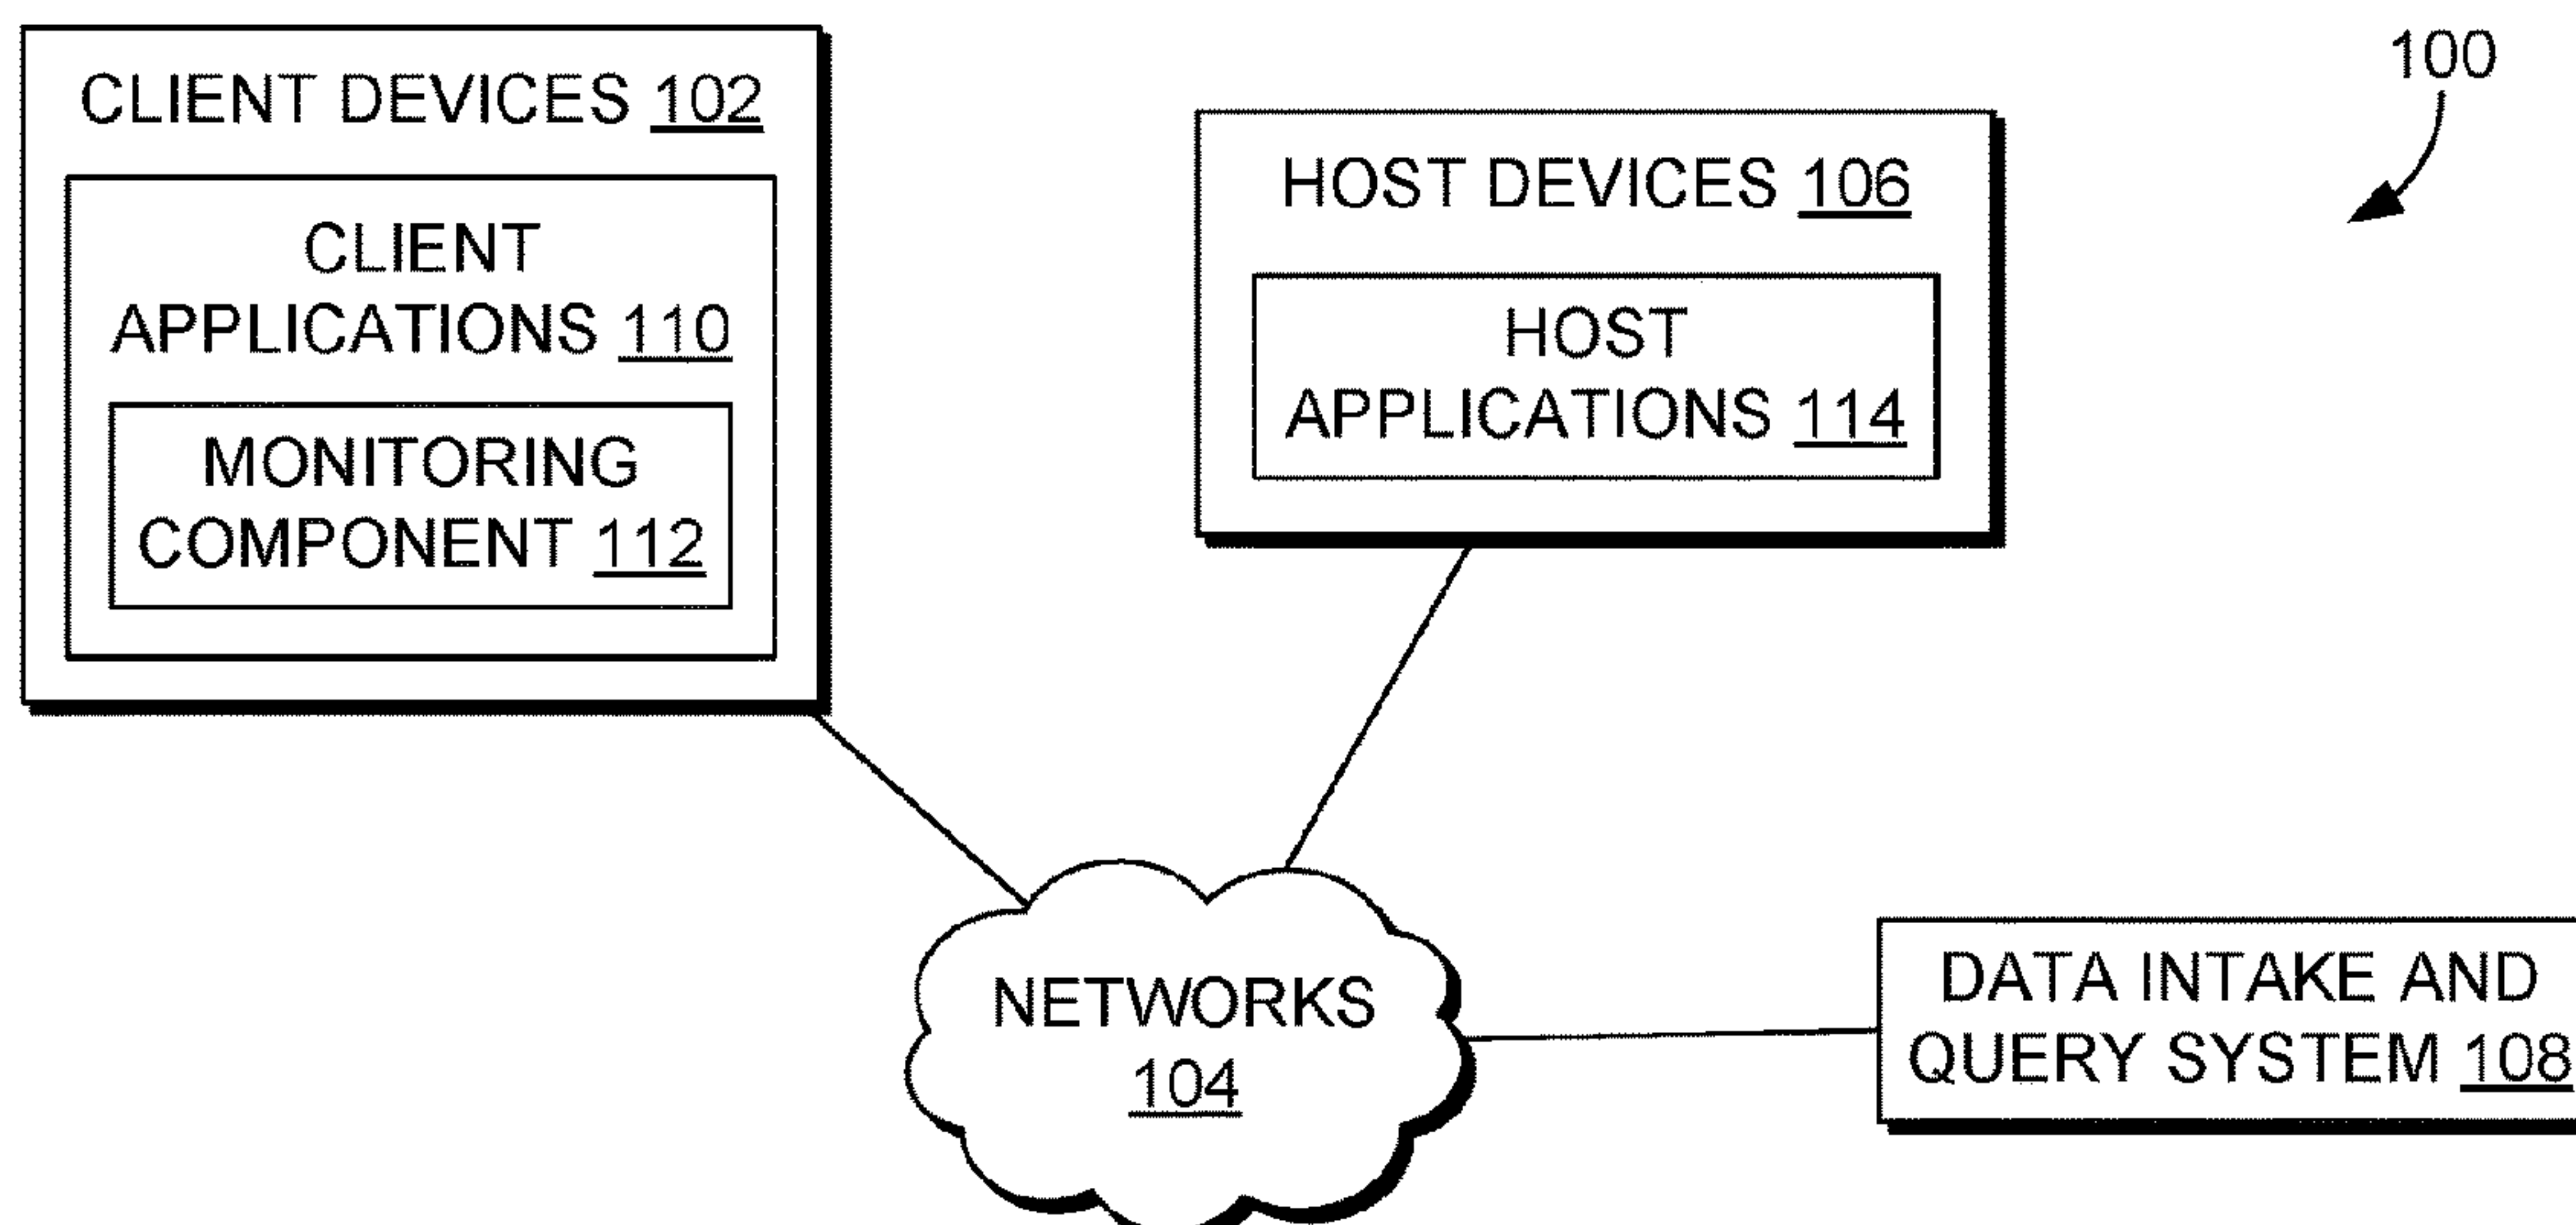 100
CLIENT DEVICES 102
CLIENT
APPLICATIONS 110
MONITORING
COMPONENT 112
HOST DEVICES 106
HOST
APPLICATIONS 114
NETWORKS
104
DATA INTAKE AND
QUERY SYSTEM 108